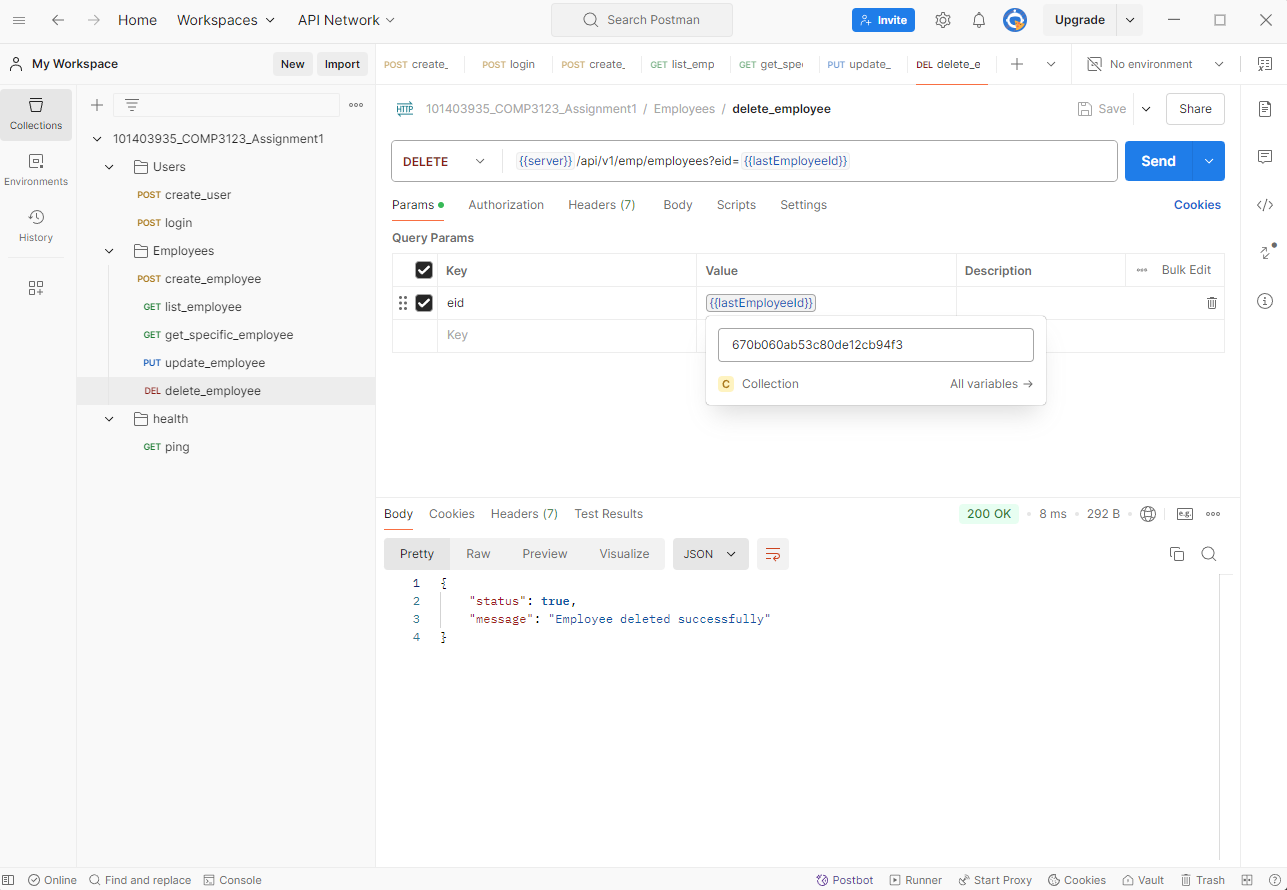 Home Workspaces API Network Search Postman Invite Upgrade
My Workspace New Import
POST create_ POST login POST create_ GET list_emp GET get_spe PUT update_ DEL delete_e No environment
Collections
Environments
History
101403935_COMP3123_Assignment1
Users
POST create_user
POST login
Employees
POST create_employee
GET list_employee
GET get_specific_employee
PUT update_employee
DEL delete_employee
health
GET ping
HTTP 101403935_COMP3123_Assignment1 / Employees / delete_employee Save Share
DELETE {{server}} /api/v1/emp/employees?eid= {{lastEmployeeId}} Send
Params Authorization Headers (7) Body Scripts Settings Cookies
Query Params
Key Value Description Bulk Edit
eid {{lastEmployeeId}}
Key
670b060ab53c80de12cb94f3
C Collection All variables →
Body Cookies Headers (7) Test Results 200 OK 8 ms 292 B e.g.
Pretty Raw Preview Visualize JSON
1 {
2 "status": true,
3 "message": "Employee deleted successfully"
4 }
Online Find and replace Console Postbot Runner Start Proxy Cookies Vault Trash